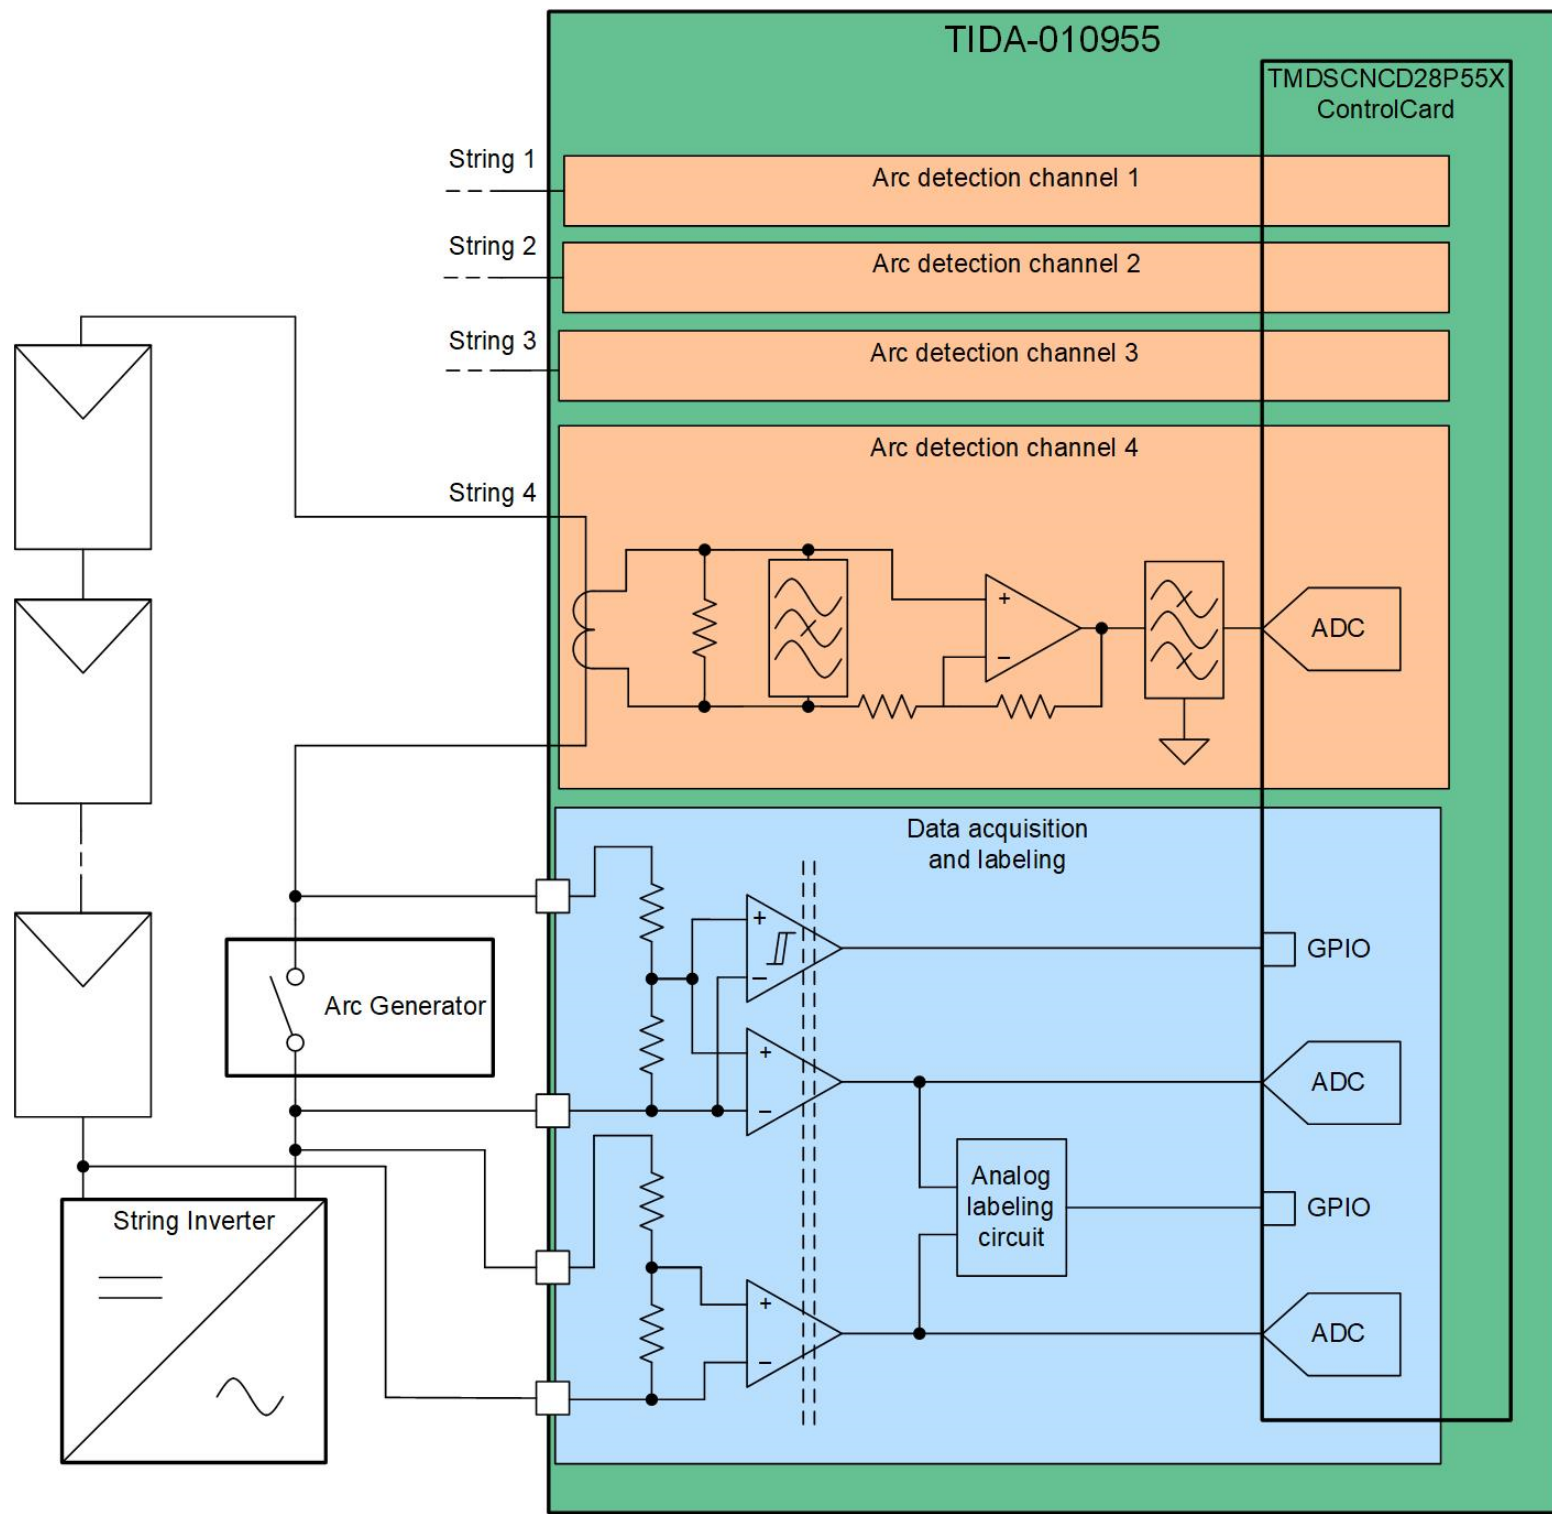 TIDA-010955
TMDSCNCD28P55X
ControlCard
String 1
Arc detection channel 1
String 2
Arc detection channel 2
String 3
Arc detection channel 3
Arc detection channel 4
String 4
+
−
ADC
Data acquisition
and labeling
+
−
GPIO
Arc Generator
+
−
ADC
Analog
labeling
circuit
GPIO
String Inverter
+
−
ADC